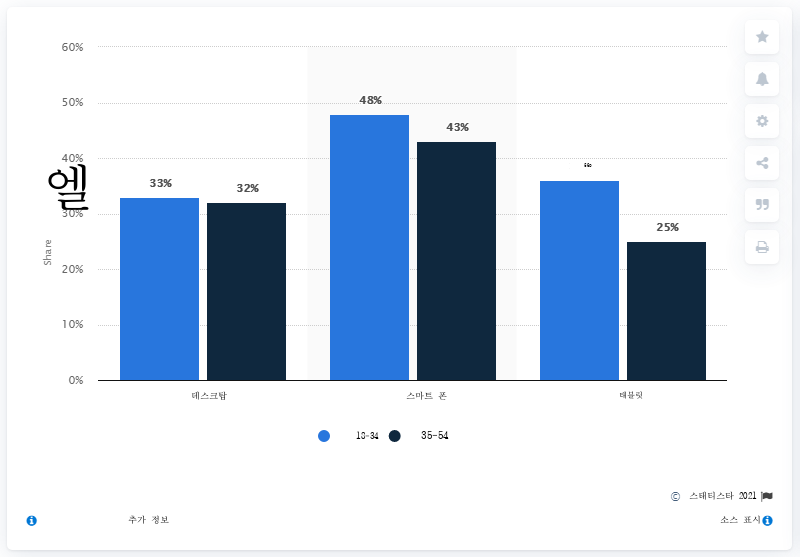 60%
50%
40%
30%
20%
10%
0%
엘
Share
33%
32%
48%
43%
25%
데스크탑
스마트 폰
태블릿
18-34
35-54
© 스태티스타 2021
추가 정보
소스 표시